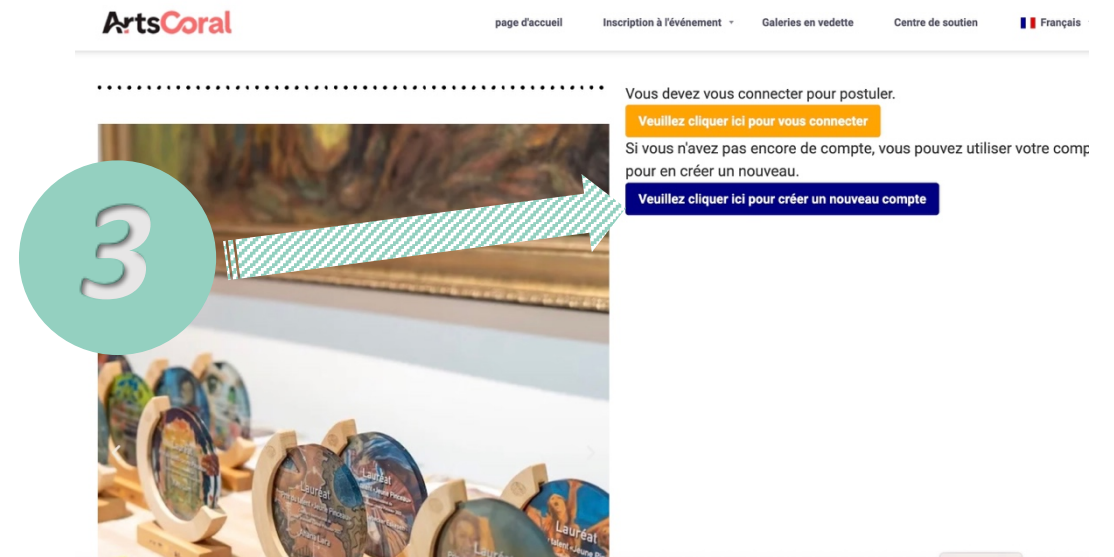 ArtsCoral
page d'accueil
Inscription à l'événement
Galeries en vedette
Centre de soutien
Français
Vous devez vous connecter pour postuler.
Veuillez cliquer ici pour vous connecter
Si vous n'avez pas encore de compte, vous pouvez utiliser votre comp
pour en créer un nouveau.
Veuillez cliquer ici pour créer un nouveau compte
3
Lauréat
Lauréat
Lauréat